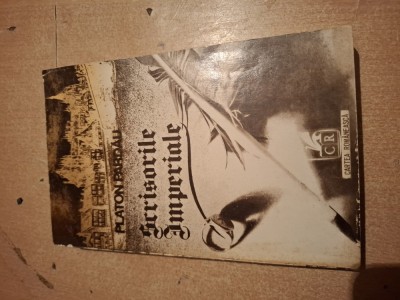 PLATON PARDĂU
Scrisorile
Imperiale
CR
CARTEA ROMÂNEASCĂ